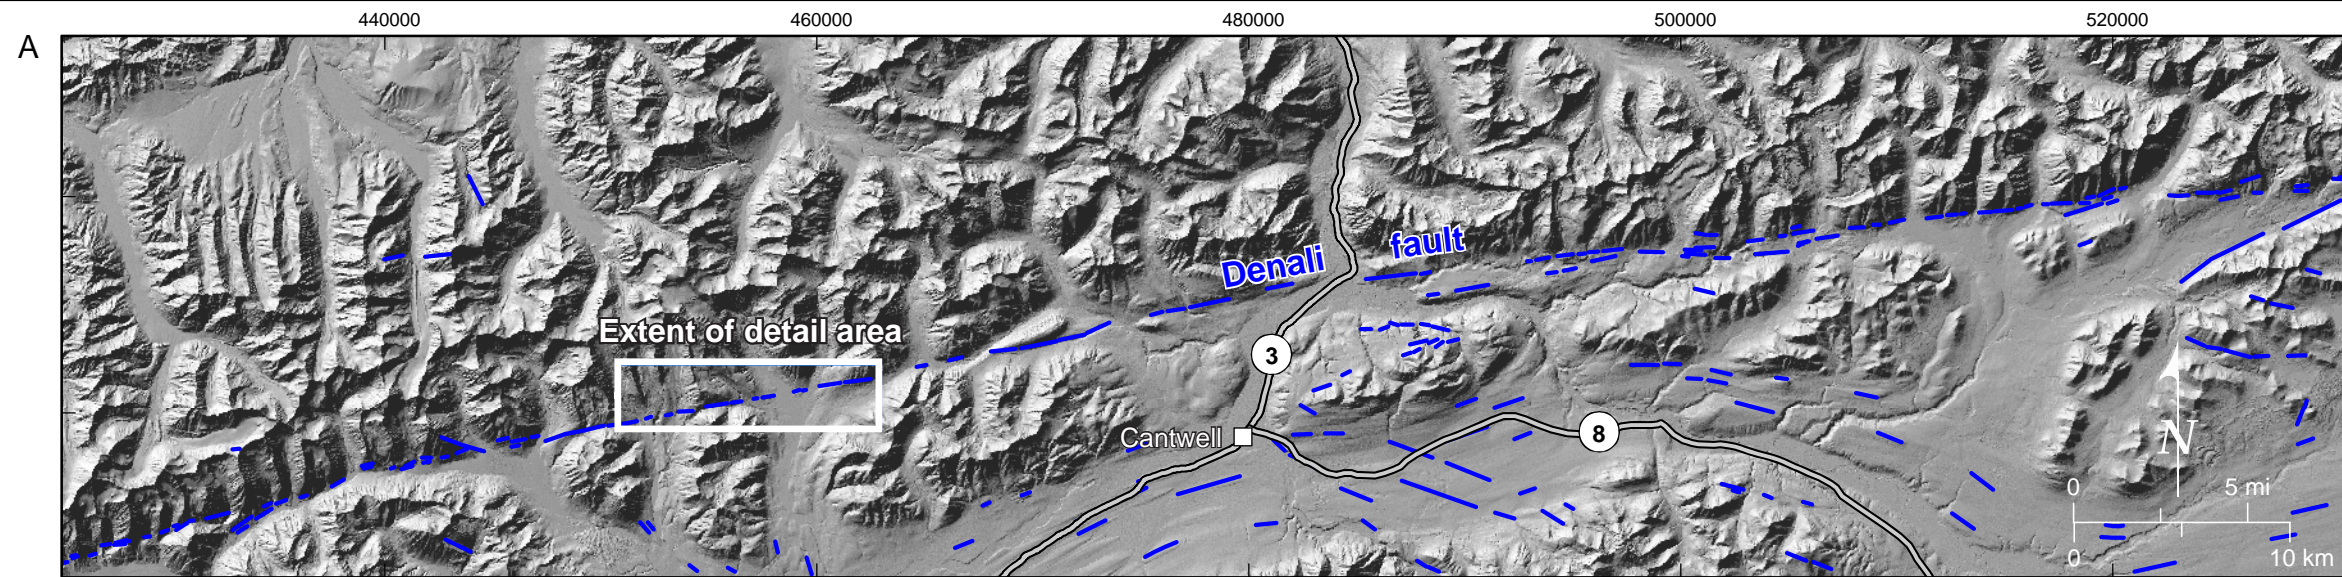 440000 460000 480000 500000 520000
A
Denali fault
Extent of detail area
3
Cantwell
8
N
0 5 mi
0 10 km